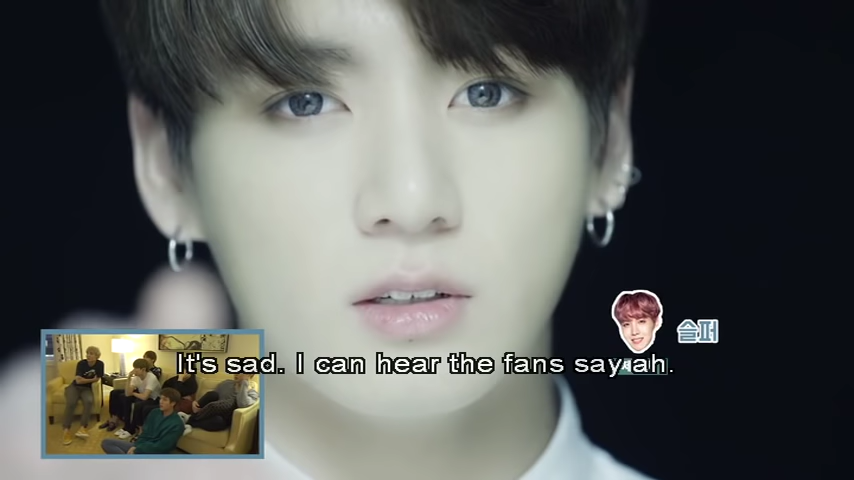 슬퍼
It's sad. I can hear the fans say ah.